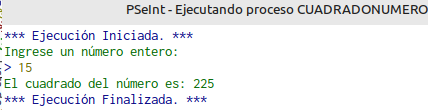 PSeInt - Ejecutando proceso CUADRADONUMERO
*** Ejecución Iniciada. ***
Ingrese un número entero:
> 15
El cuadrado del número es: 225
*** Ejecución Finalizada. ***